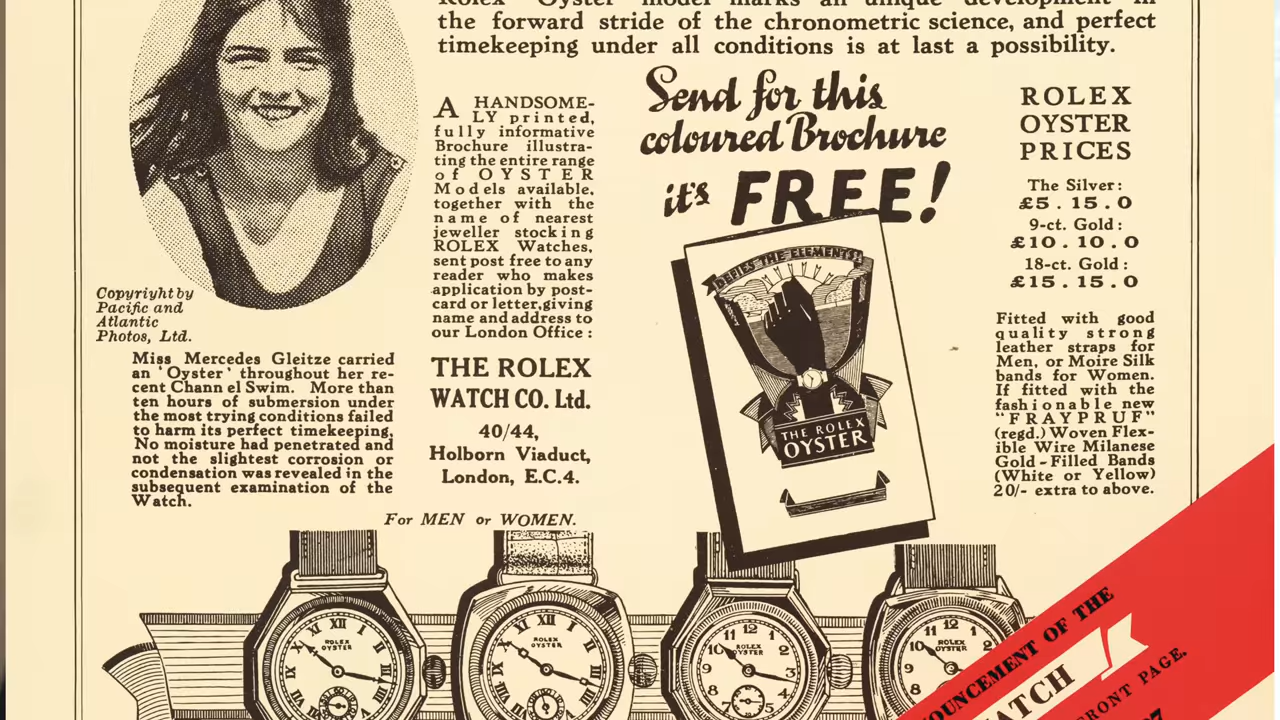 Rolex 'Oyster' model marks an unique development in
the forward stride of the chronometric science, and perfect
timekeeping under all conditions is at last a possibility.
Copyright by
Pacific and
Atlantic
Photos, Ltd.
Miss Mercedes Gleitze carried
an 'Oyster' throughout her re-
cent Chann el Swim. More than
ten hours of submersion under
the most trying conditions failed
to harm its perfect timekeeping,
No moisture had penetrated and
not the slightest corrosion or
condensation was revealed in the
subsequent examination of the
Watch.
A HANDSOME-
LY printed,
fully informative
Brochure illustra-
ting the entire range
of OYSTER
Models available,
together with the
name of nearest
jeweller stocking
ROLEX Watches,
sent post free to any
reader who makes
application by post-
card or letter, giving
name and address to
our London Office :
THE ROLEX
WATCH CO. Ltd.
40/44,
Holborn Viaduct,
London, E.C.4.
Send for this
coloured Brochure
it's FREE!
DEFIES THE ELEMENTS!
THE ROLEX
OYSTER
ROLEX
OYSTER
PRICES
The Silver:
£5.15.0
9-ct. Gold:
£10.10.0
18-ct. Gold:
£15.15.0
Fitted with good
quality strong
leather straps for
Men, or Moire Silk
bands for Women.
If fitted with the
fashionable new
"FRAYPRUF"
(regd.) Woven Flex-
ible Wire Milanese
Gold-Filled Bands
(White or Yellow)
20/- extra to above.
For MEN or WOMEN.
ROLEX
OYSTER
ROLEX
OYSTER
ROLEX
OYSTER
ROLEX
OYSTER
OUNCEMENT OF THE
ATCH
FRONT PAGE.